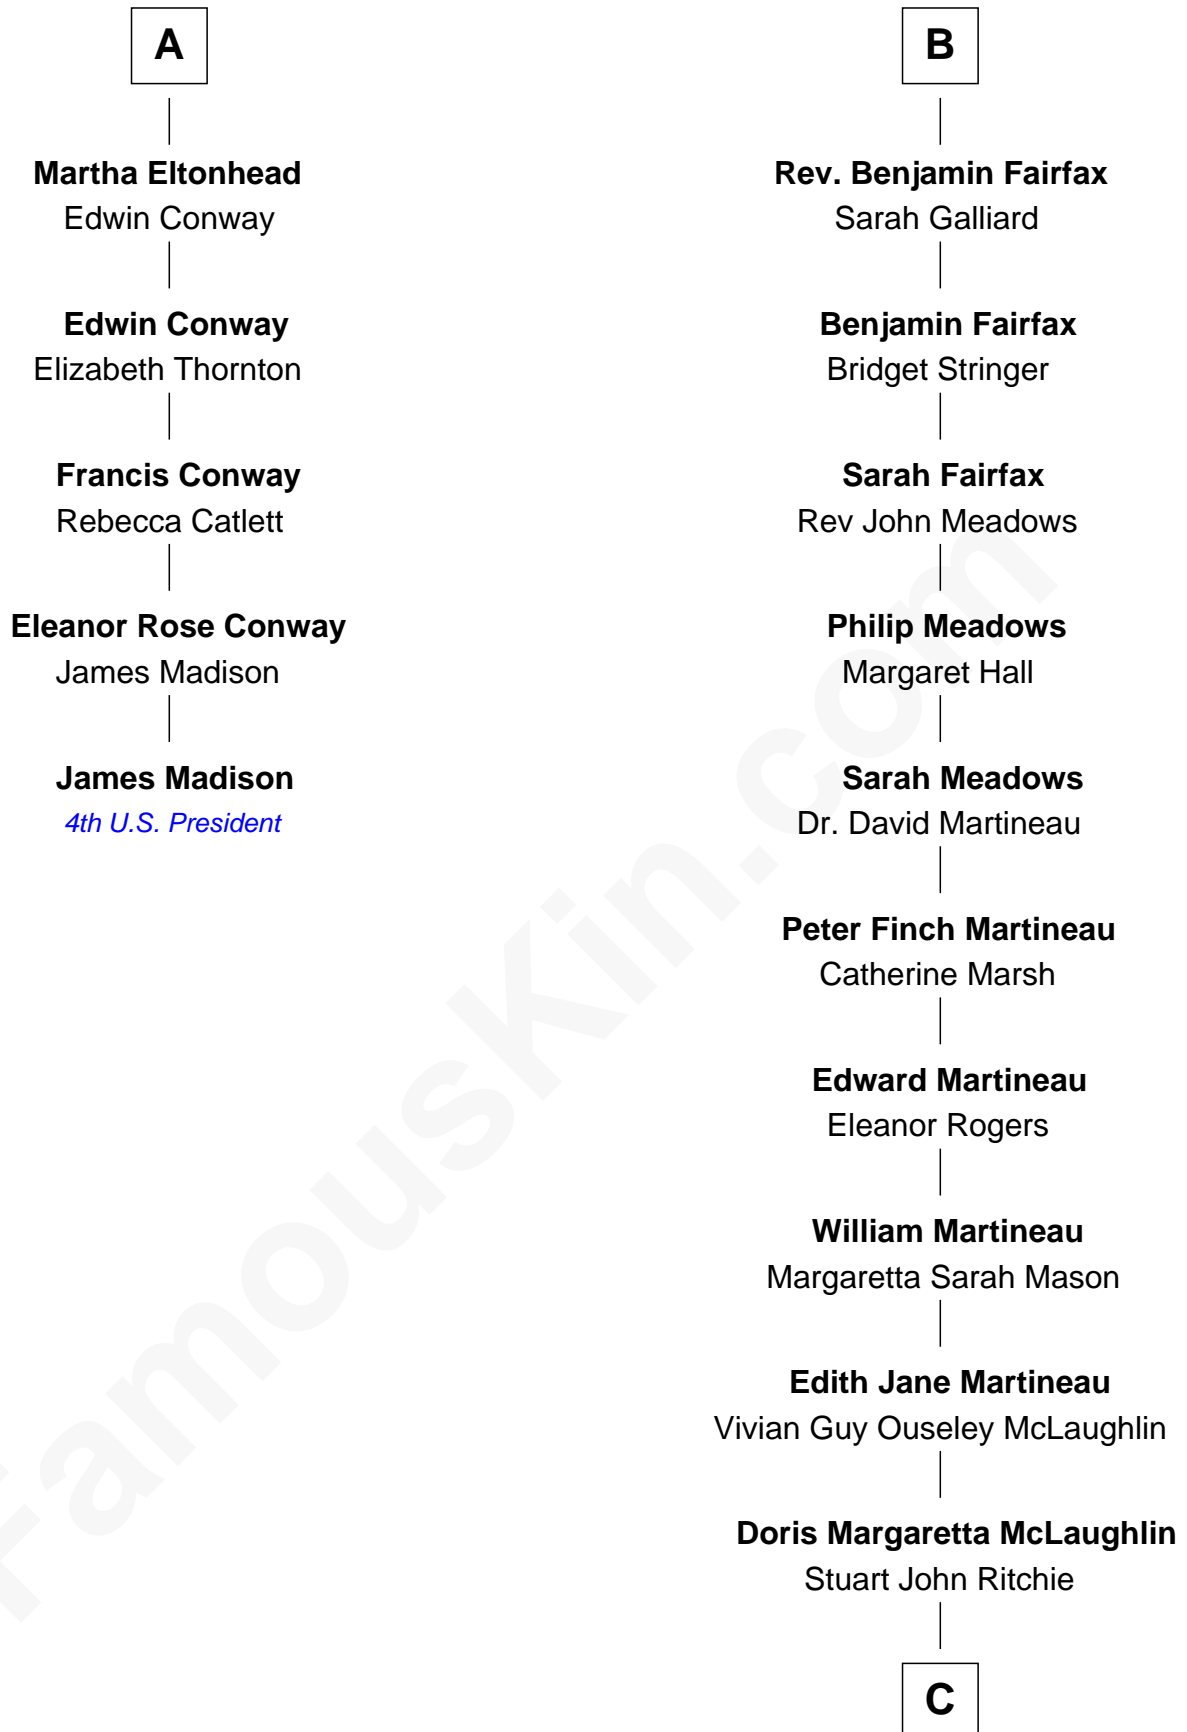 A
Martha Eltonhead
Edwin Conway
Edwin Conway
Elizabeth Thornton
Francis Conway
Rebecca Catlett
Eleanor Rose Conway
James Madison
James Madison
4th U.S. President
B
Rev. Benjamin Fairfax
Sarah Galliard
Benjamin Fairfax
Bridget Stringer
Sarah Fairfax
Rev John Meadows
Philip Meadows
Margaret Hall
Sarah Meadows
Dr. David Martineau
Peter Finch Martineau
Catherine Marsh
Edward Martineau
Eleanor Rogers
William Martineau
Margaretta Sarah Mason
Edith Jane Martineau
Vivian Guy Ouseley McLaughlin
Doris Margaretta McLaughlin
Stuart John Ritchie
C
FamousKin.com